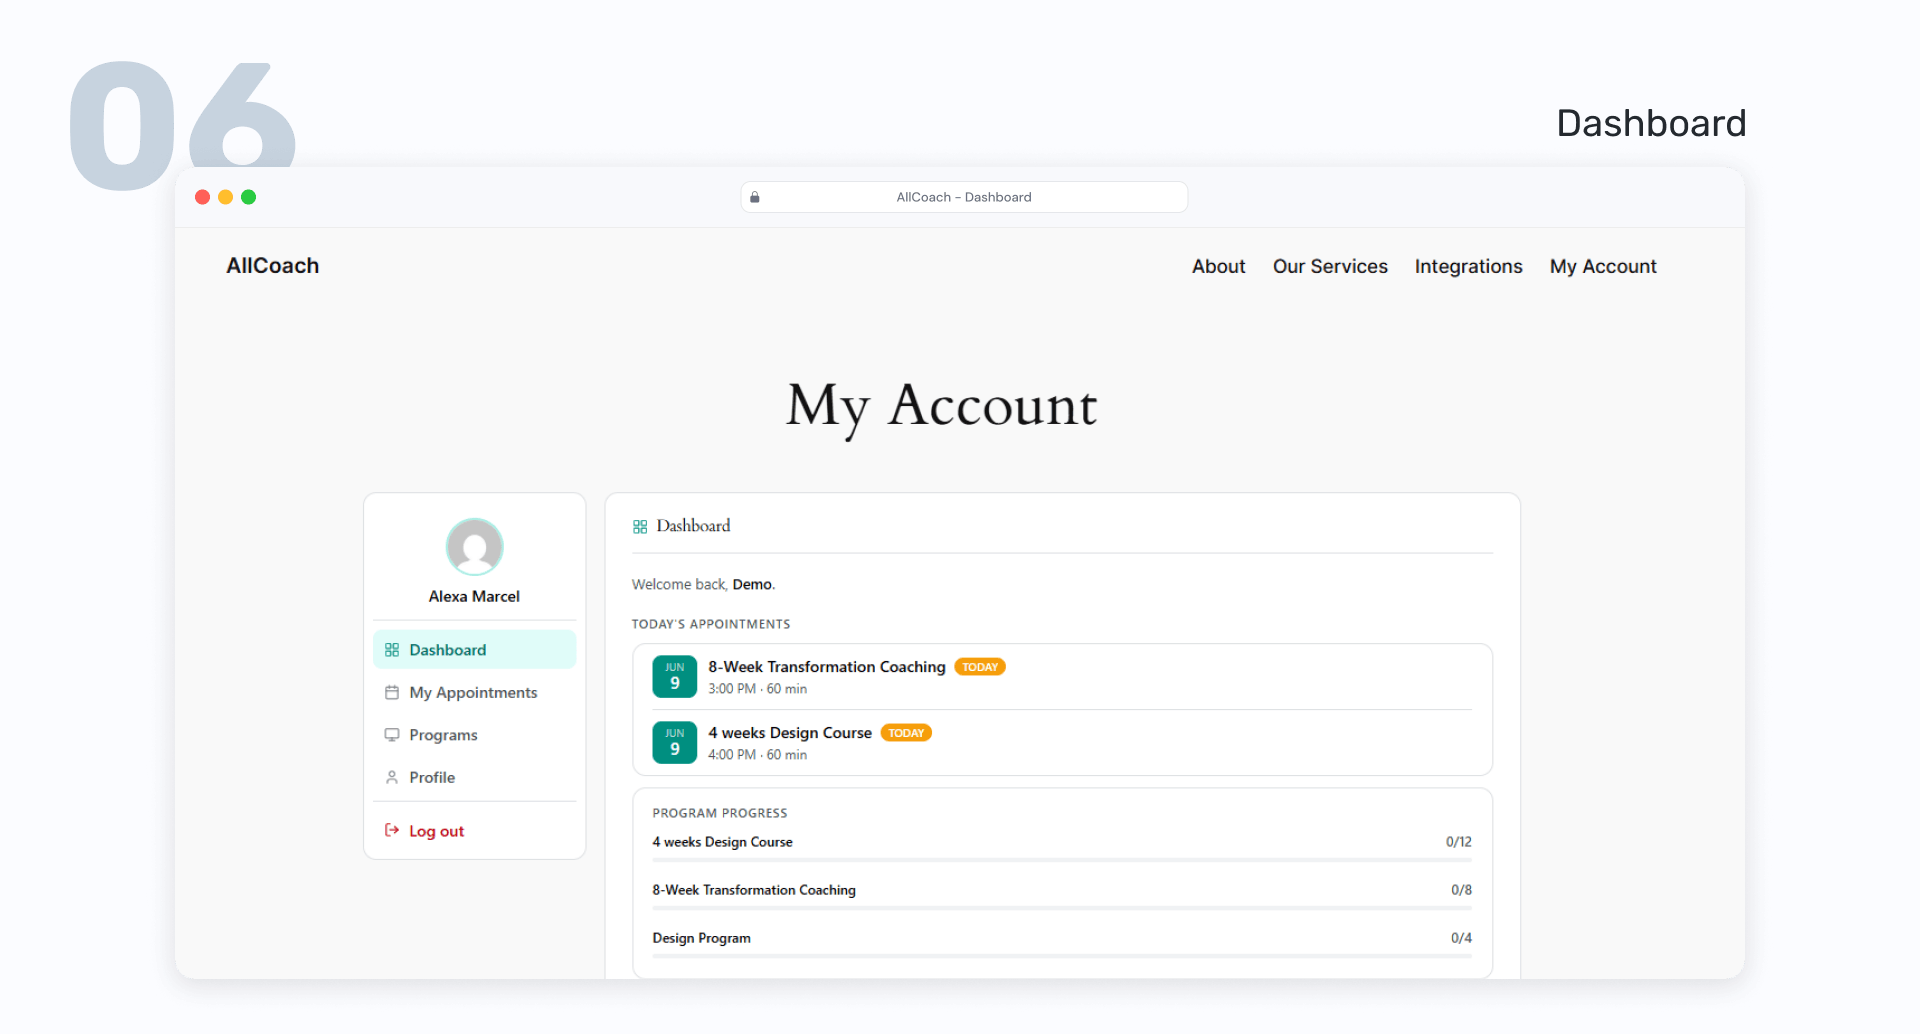 06
Dashboard
AllCoach - Dashboard
AllCoach
About
Our Services
Integrations
My Account
My Account
Alexa Marcel
Dashboard
My Appointments
Programs
Profile
Log out
Dashboard
Welcome back, Demo.
TODAY'S APPOINTMENTS
JUN
9
8-Week Transformation Coaching
TODAY
3:00 PM · 60 min
JUN
9
4 weeks Design Course
TODAY
4:00 PM · 60 min
PROGRAM PROGRESS
4 weeks Design Course
0/12
8-Week Transformation Coaching
0/8
Design Program
0/4